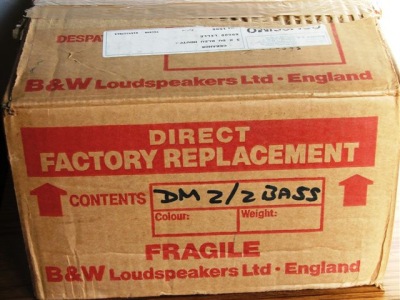 DESPA
B&W Loudspeakers Ltd · England
DIRECT
FACTORY REPLACEMENT
CONTENTS DM 2/2 BASS
Colour: Weight:
FRAGILE
B&W Loudspeakers Ltd · England